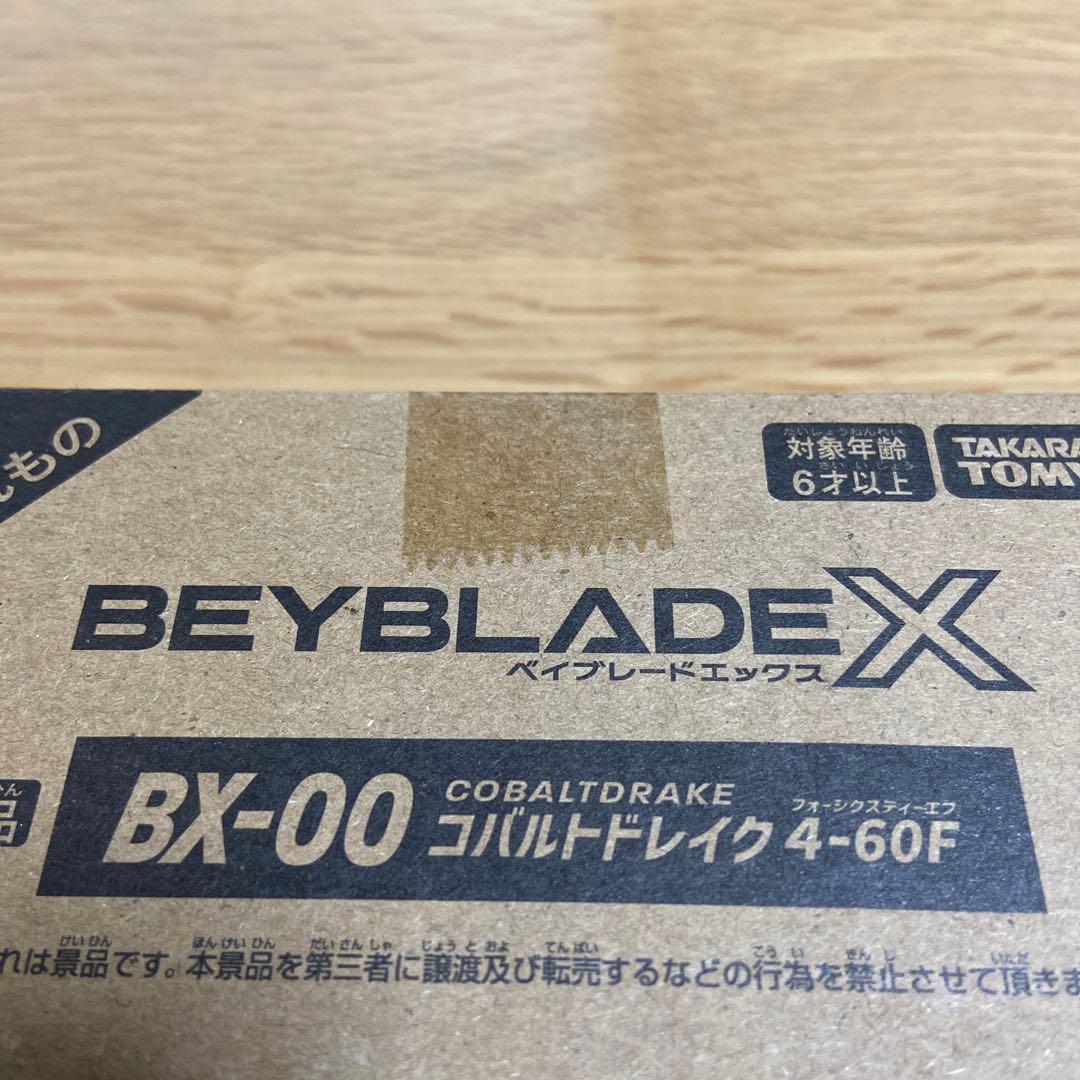 もの
たいしょうねんれい
対象年齢
さい いじょう
6才以上
TAKARA
TOMY
BEYBLADE X
ベイブレードエックス
品
BX-00
COBALTDRAKE
コバルトドレイク
フォーシックスティーエフ
4-60F
けいひん ほんけいひん だいさんしゃ じょうと およ てんばい こうい きんし いただ
れは景品です。本景品を第三者に譲渡及び転売するなどの行為を禁止させて頂きま